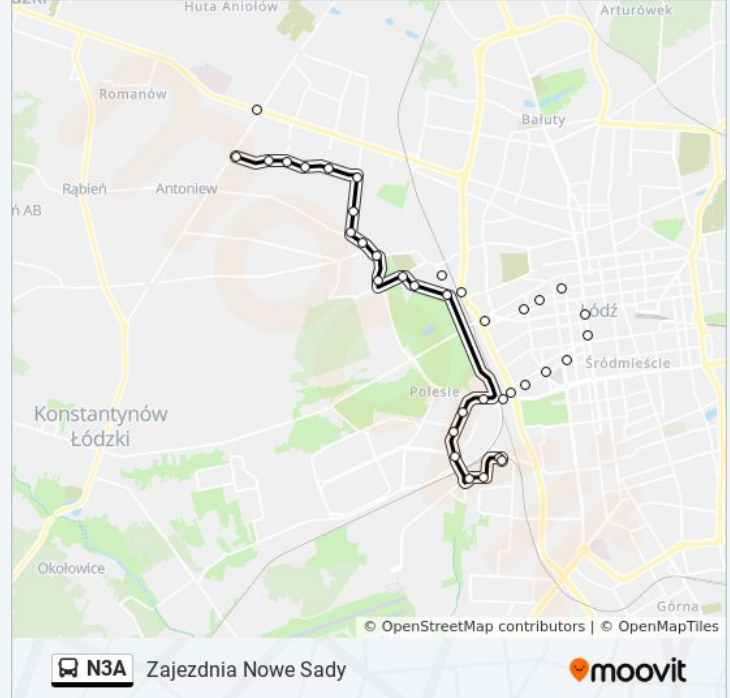 Huta Aniołów
Arturówek
Romanów
Bałuty
Rąbień
Antoniew
ń AB
Łódź
Śródmieście
Polesie
Konstantynów
Łódzki
Okołowice
Górna
© OpenStreetMap contributors | © OpenMapTiles
N3A Zajezdnia Nowe Sady
moovit